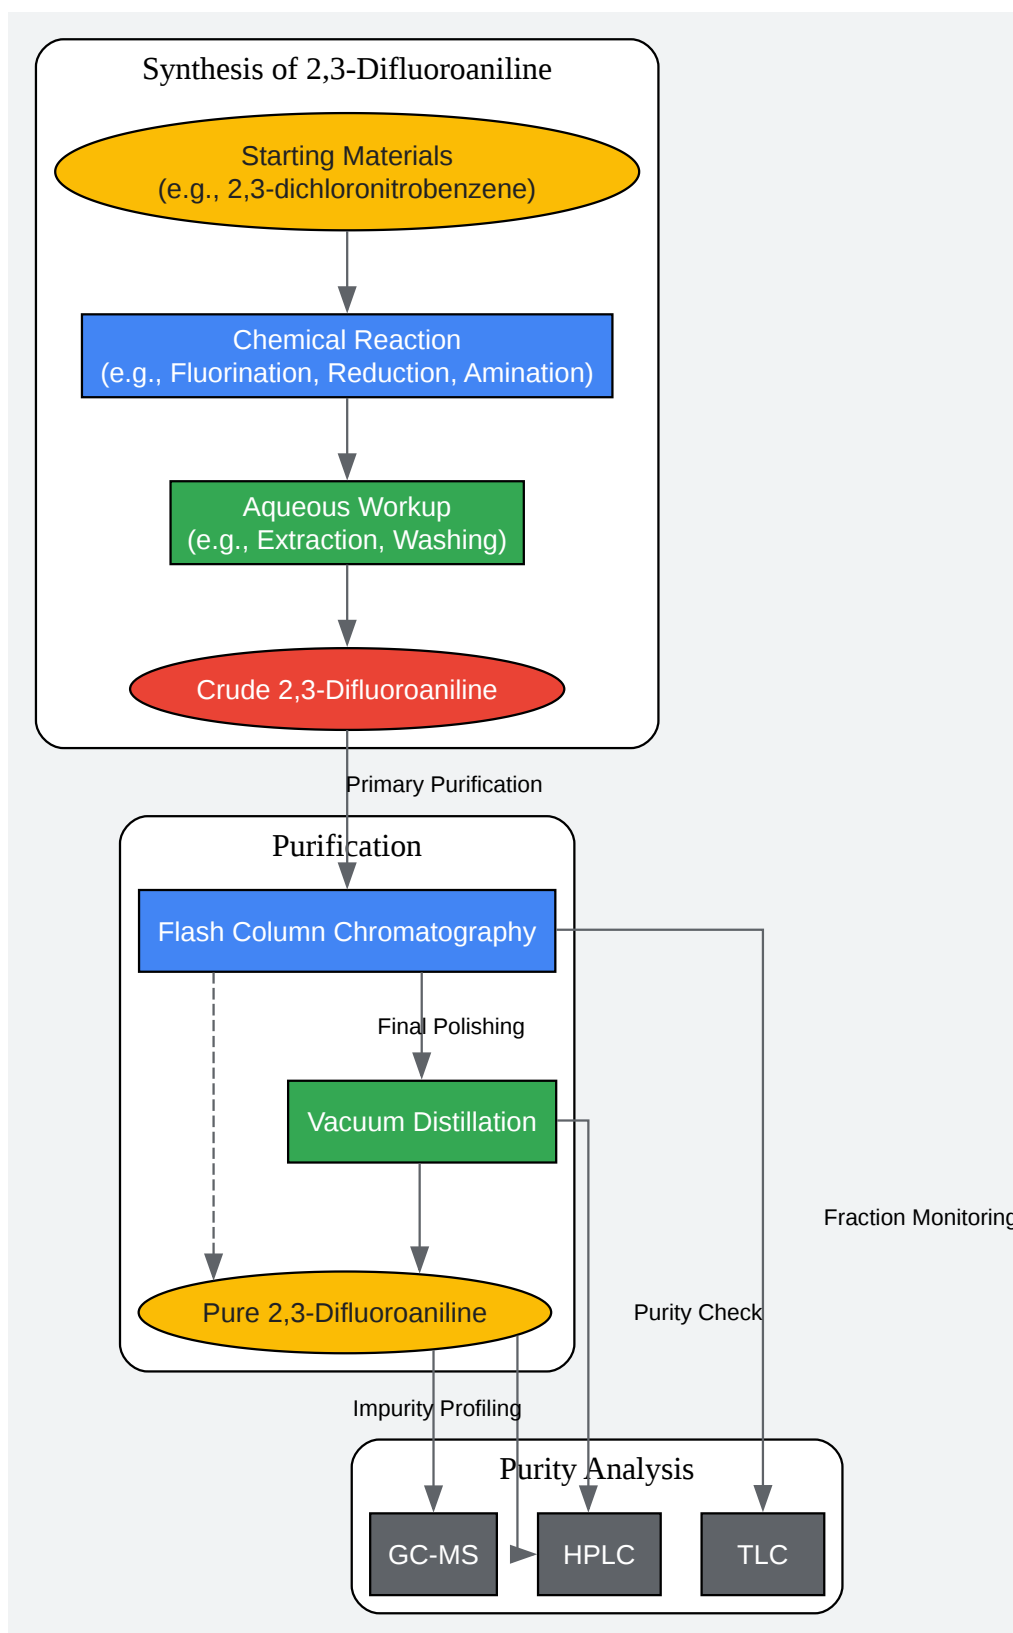 Synthesis of 2,3-Difluoroaniline
Starting Materials
(e.g., 2,3-dichloronitrobenzene)
Chemical Reaction
(e.g., Fluorination, Reduction, Amination)
Aqueous Workup
(e.g., Extraction, Washing)
Crude 2,3-Difluoroaniline
Primary Purification
Purification
Flash Column Chromatography
Final Polishing
Vacuum Distillation
Fraction Monitoring
Pure 2,3-Difluoroaniline
Purity Check
Impurity Profiling
Purity Analysis
GC-MS
HPLC
TLC